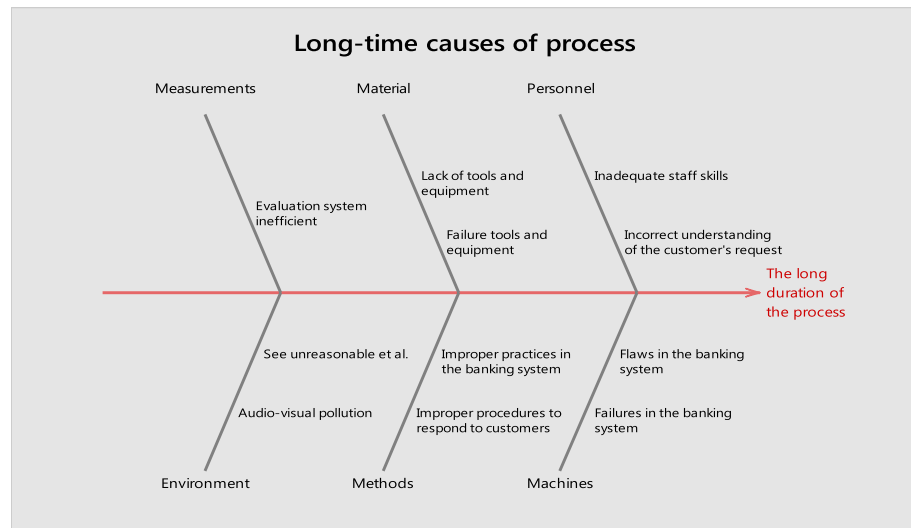 Long-time causes of process
Measurements
Material
Personnel
Evaluation system
inefficient
Lack of tools and
equipment
Failure tools and
equipment
Inadequate staff skills
Incorrect understanding
of the customer's request
The long
duration of
the process
See unreasonable et al.
Audio-visual pollution
Improper practices in
the banking system
Improper procedures to
respond to customers
Flaws in the banking
system
Failures in the banking
system
Environment
Methods
Machines